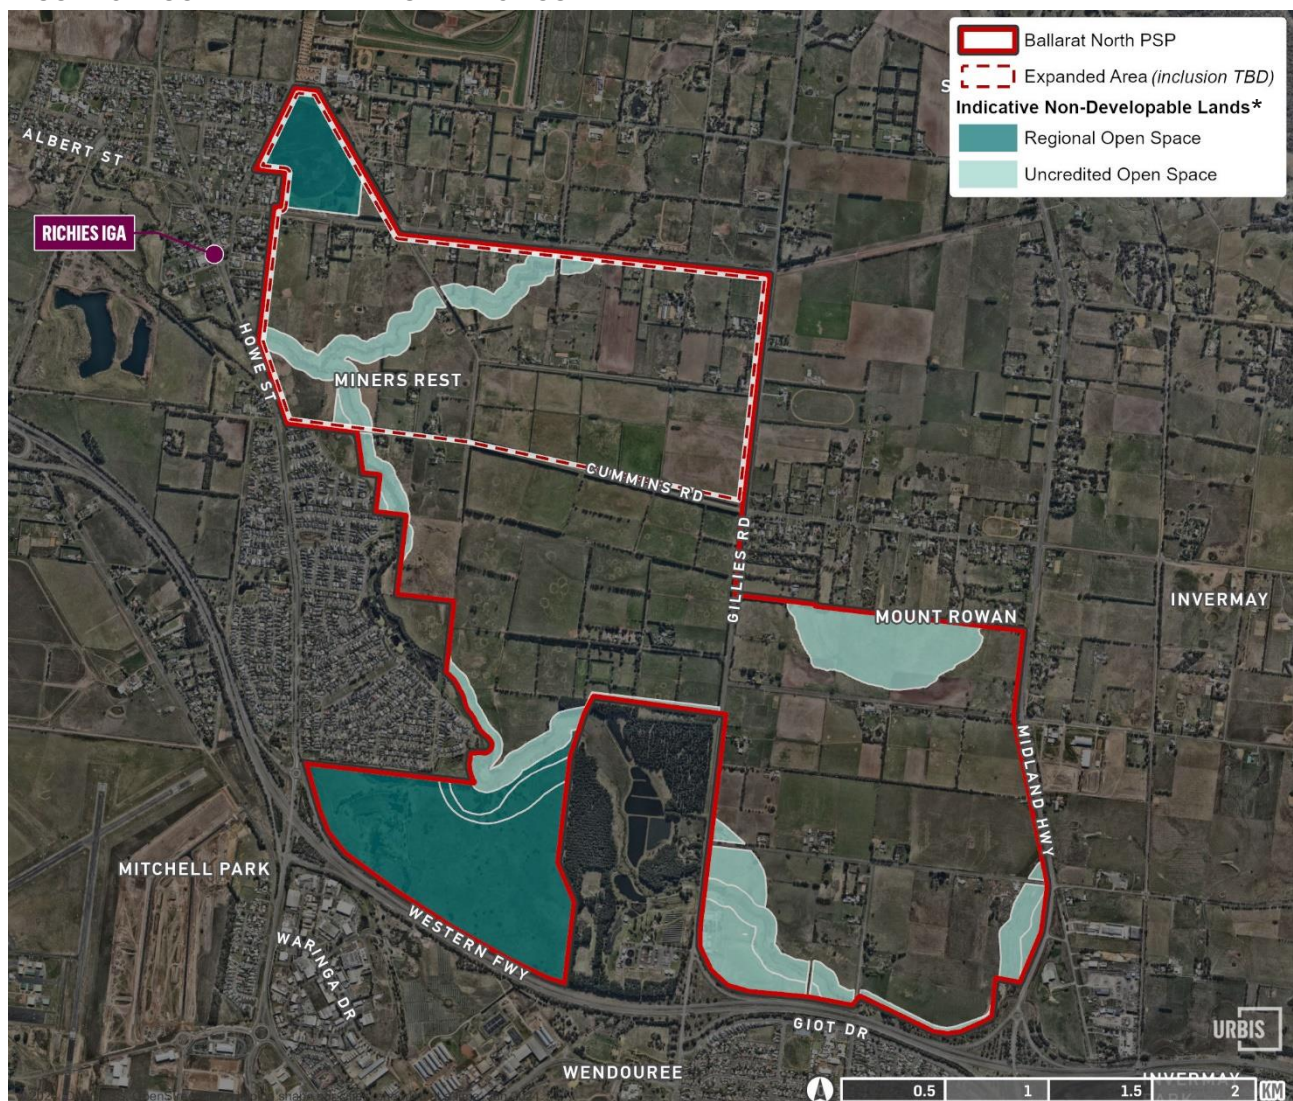 Ballarat North PSP
Expanded Area (inclusion TBD)
Indicative Non-Developable Lands*
Regional Open Space
Uncredited Open Space
ALBERT ST
RICHIES IGA
HOWE ST
MINERS REST
CUMMINS RD
GILLIES RD
MOUNT ROWAN
INVERMAY
MIDLAND HWY
MITCHELL PARK
WESTERN FWY
WARINGA DR
GIOT DR
URBIS
WENDOUREE
INVERMAY
0.5 1 1.5 2 KM